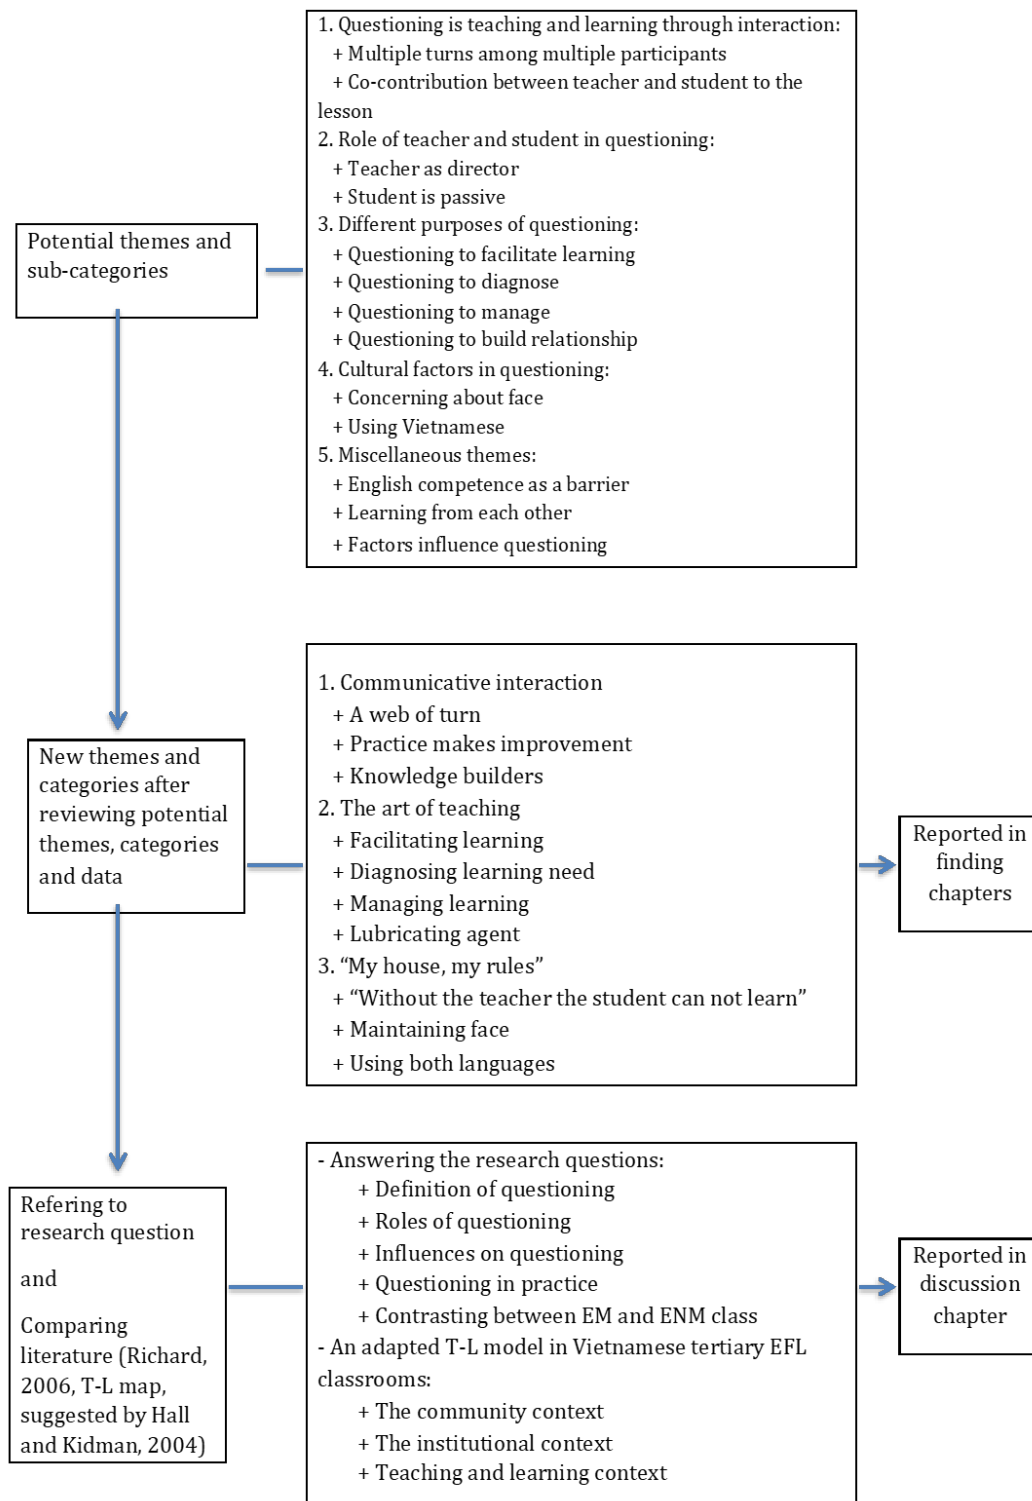 Potential themes and
sub-categories
1. Questioning is teaching and learning through interaction:
+ Multiple turns among multiple participants
+ Co-contribution between teacher and student to the
lesson
2. Role of teacher and student in questioning:
+ Teacher as director
+ Student is passive
3. Different purposes of questioning:
+ Questioning to facilitate learning
+ Questioning to diagnose
+ Questioning to manage
+ Questioning to build relationship
4. Cultural factors in questioning:
+ Concerning about face
+ Using Vietnamese
5. Miscellaneous themes:
+ English competence as a barrier
+ Learning from each other
+ Factors influence questioning
New themes and
categories after
reviewing potential
themes, categories
and data
1. Communicative interaction
+ A web of turn
+ Practice makes improvement
+ Knowledge builders
2. The art of teaching
+ Facilitating learning
+ Diagnosing learning need
+ Managing learning
+ Lubricating agent
3. “My house, my rules”
+ “Without the teacher the student can not learn”
+ Maintaining face
+ Using both languages
Reported in
finding
chapters
Refering to
research question
and
Comparing
literature (Richard,
2006, T-L map,
suggested by Hall
and Kidman, 2004)
- Answering the research questions:
+ Definition of questioning
+ Roles of questioning
+ Influences on questioning
+ Questioning in practice
+ Contrasting between EM and ENM class
- An adapted T-L model in Vietnamese tertiary EFL
classrooms:
+ The community context
+ The institutional context
+ Teaching and learning context
Reported in
discussion
chapter